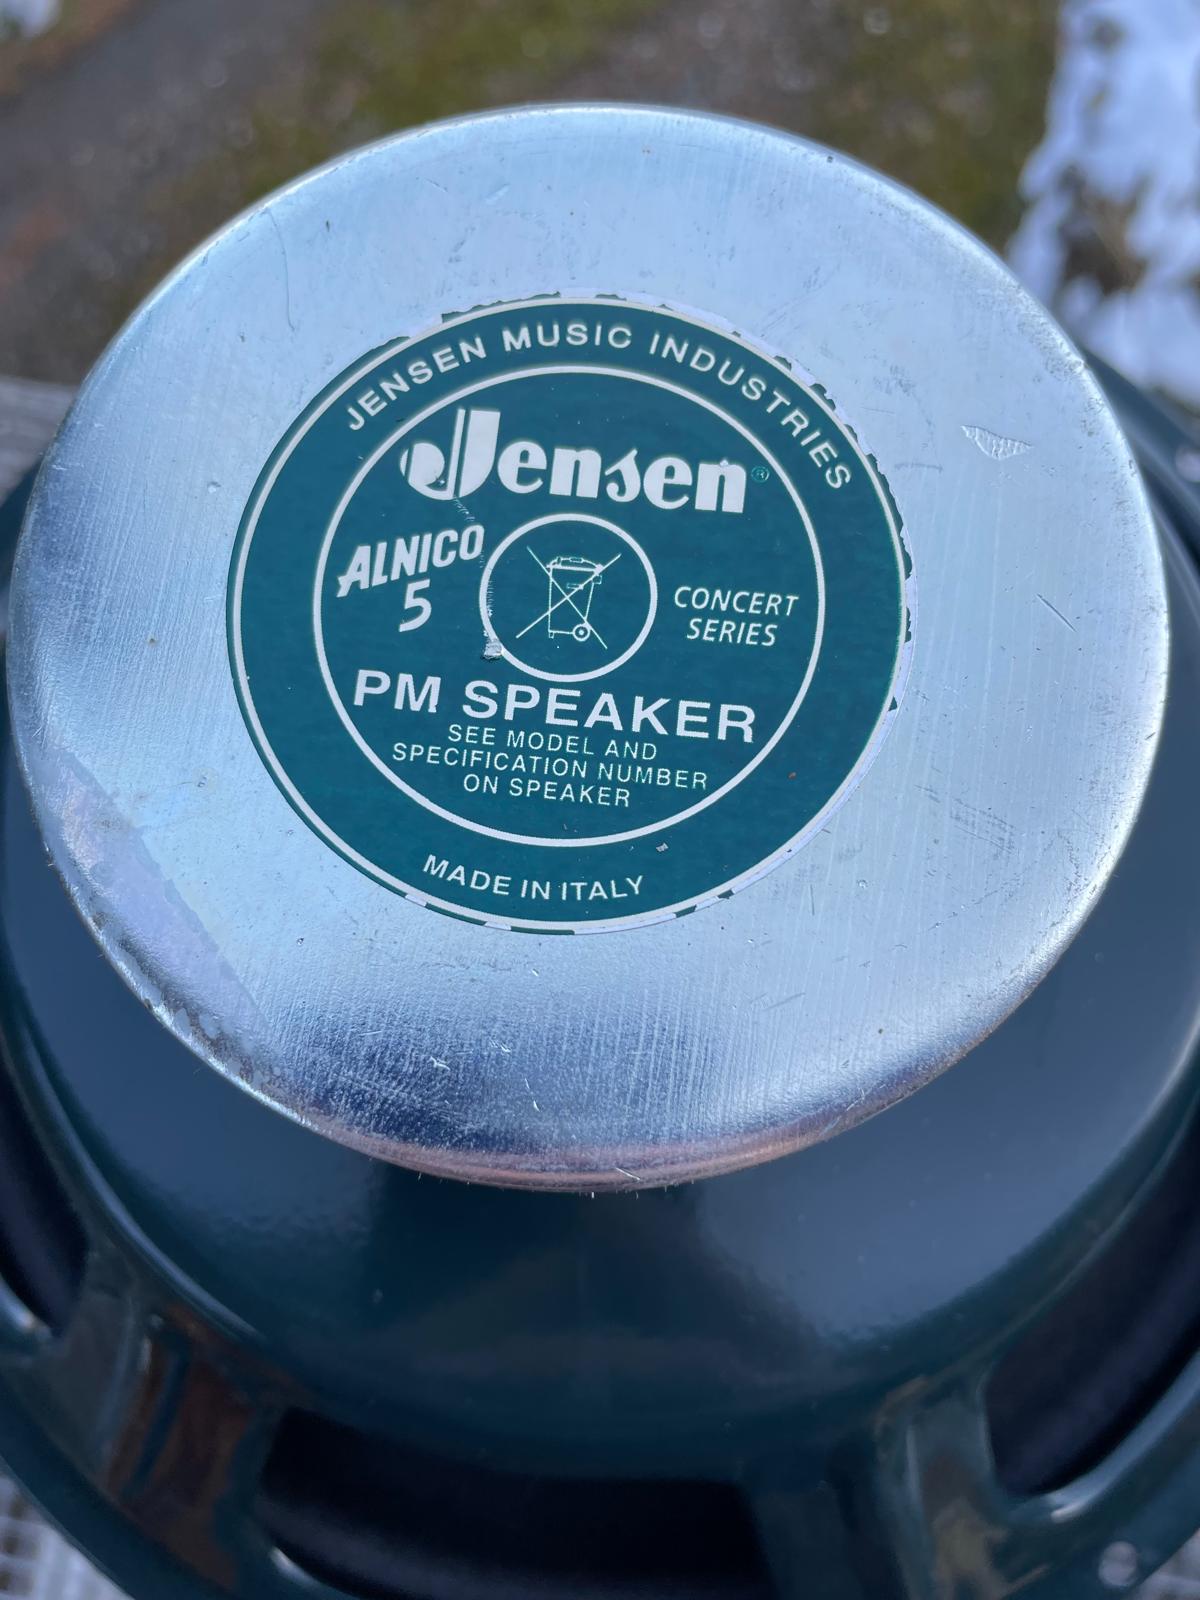 JENSEN MUSIC INDUSTRIES
Jensen®
ALNICO
5
CONCERT
SERIES
PM SPEAKER
SEE MODEL AND
SPECIFICATION NUMBER
ON SPEAKER
MADE IN ITALY